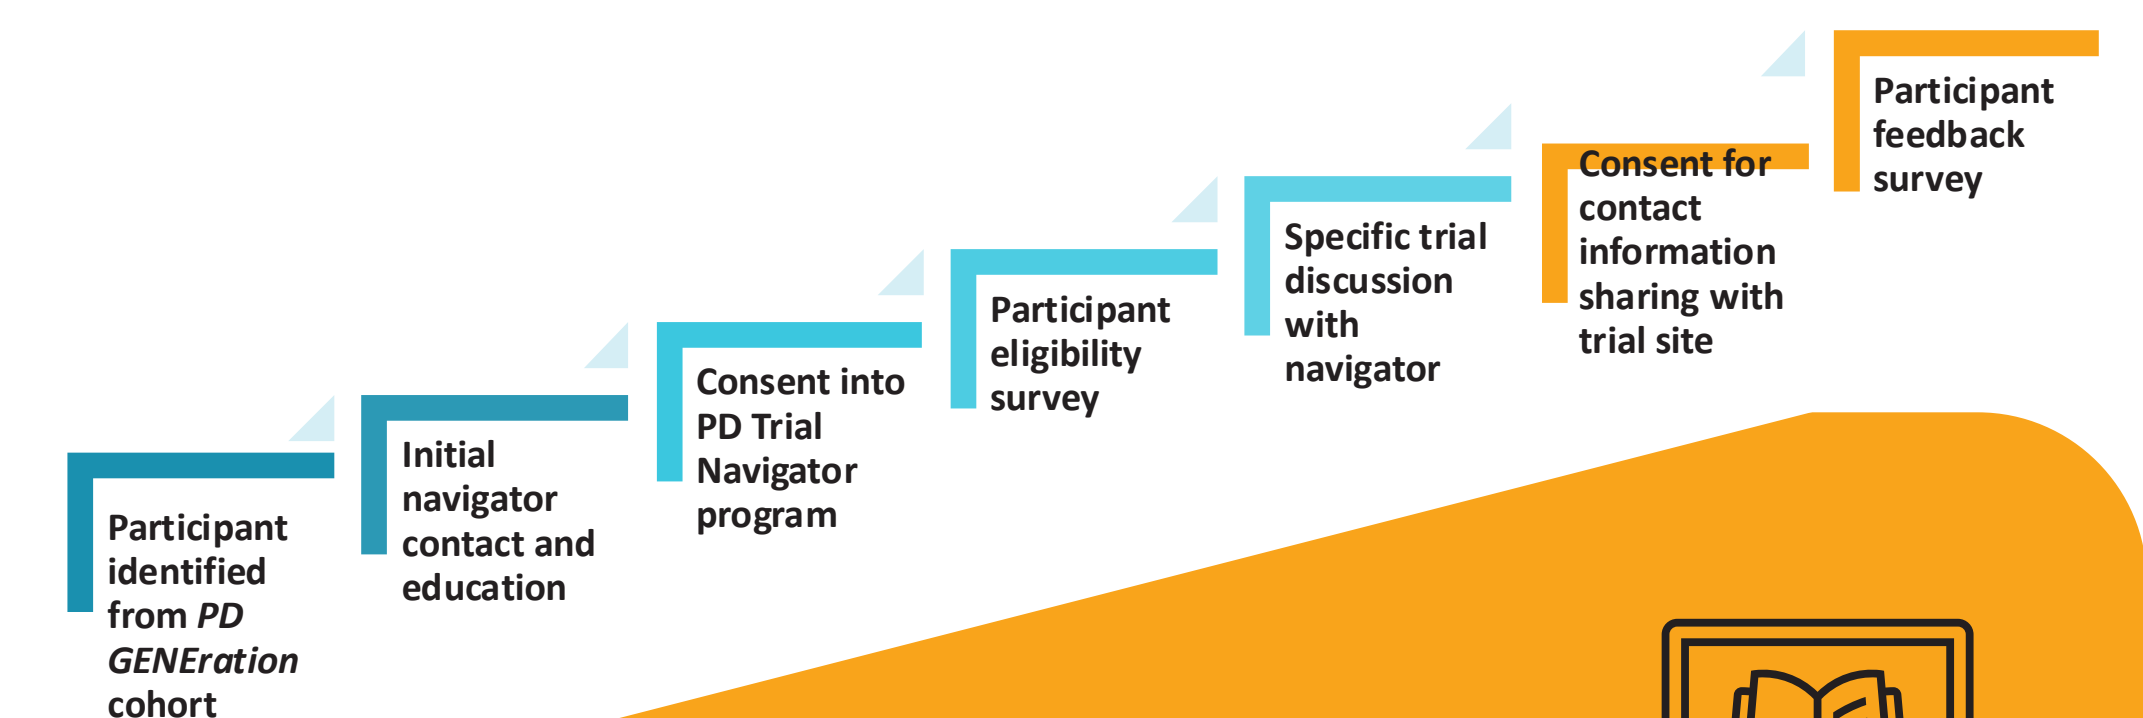 Participant
identified
from PD
GENEration
cohort
Initial
navigator
contact and
education
Consent into
PD Trial
Navigator
program
Participant
eligibility
survey
Specific trial
discussion
with
navigator
Consent for
contact
information
sharing with
trial site
Participant
feedback
survey